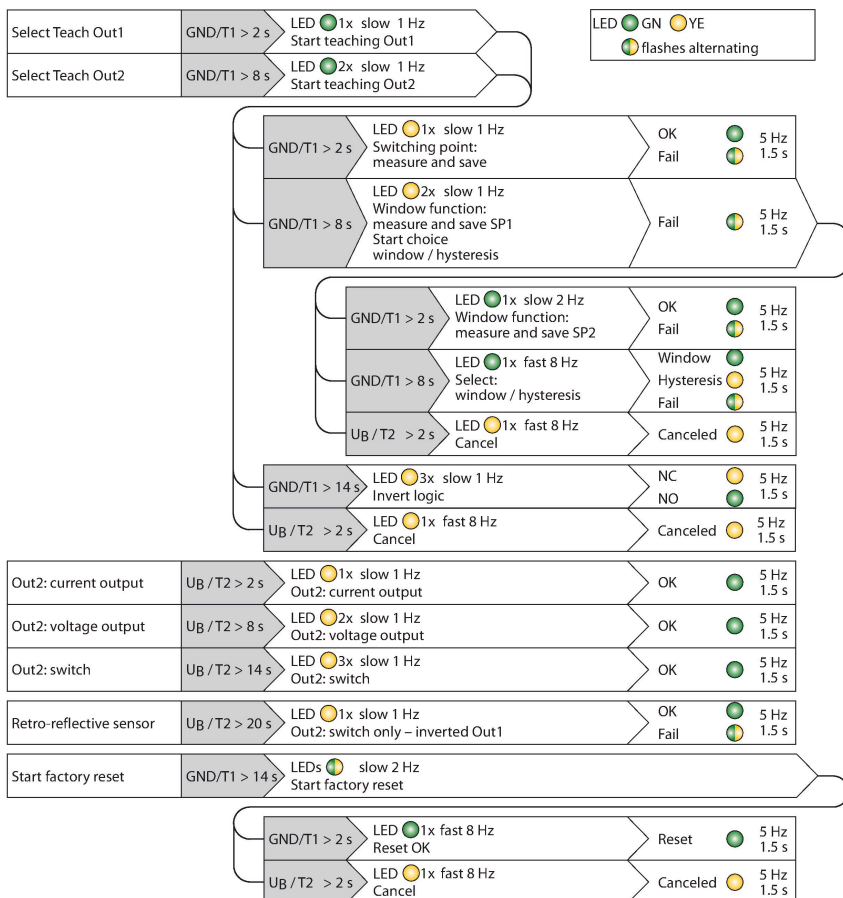 LED GN YE
flashes alternating
Select Teach Out1 GND/T1 > 2 s LED 1x slow 1 Hz
Start teaching Out1
Select Teach Out2 GND/T1 > 8 s LED 2x slow 1 Hz
Start teaching Out2
GND/T1 > 2 s LED 1x slow 1 Hz
Switching point:
measure and save
OK
Fail
5 Hz
1.5 s
GND/T1 > 8 s LED 2x slow 1 Hz
Window function:
measure and save SP1
Start choice
window / hysteresis
Fail
5 Hz
1.5 s
GND/T1 > 2 s LED 1x slow 2 Hz
Window function:
measure and save SP2
OK
Fail
5 Hz
1.5 s
GND/T1 > 8 s LED 1x fast 8 Hz
Select:
window / hysteresis
Window
Hysteresis
Fail
5 Hz
1.5 s
UB / T2 > 2 s LED 1x fast 8 Hz
Cancel
Canceled
5 Hz
1.5 s
GND/T1 > 14 s LED 3x slow 1 Hz
Invert logic
NC
NO
5 Hz
1.5 s
UB / T2 > 2 s LED 1x fast 8 Hz
Cancel
Canceled
5 Hz
1.5 s
Out2: current output UB / T2 > 2 s LED 1x slow 1 Hz
Out2: current output
OK
5 Hz
1.5 s
Out2: voltage output UB / T2 > 8 s LED 2x slow 1 Hz
Out2: voltage output
OK
5 Hz
1.5 s
Out2: switch UB / T2 > 14 s LED 3x slow 1 Hz
Out2: switch
OK
5 Hz
1.5 s
Retro-reflective sensor UB / T2 > 20 s LED 1x slow 1 Hz
Out2: switch only – inverted Out1
OK
Fail
5 Hz
1.5 s
Start factory reset GND/T1 > 14 s LEDs slow 2 Hz
Start factory reset
GND/T1 > 2 s LED 1x fast 8 Hz
Reset OK
Reset
5 Hz
1.5 s
UB / T2 > 2 s LED 1x fast 8 Hz
Cancel
Canceled
5 Hz
1.5 s